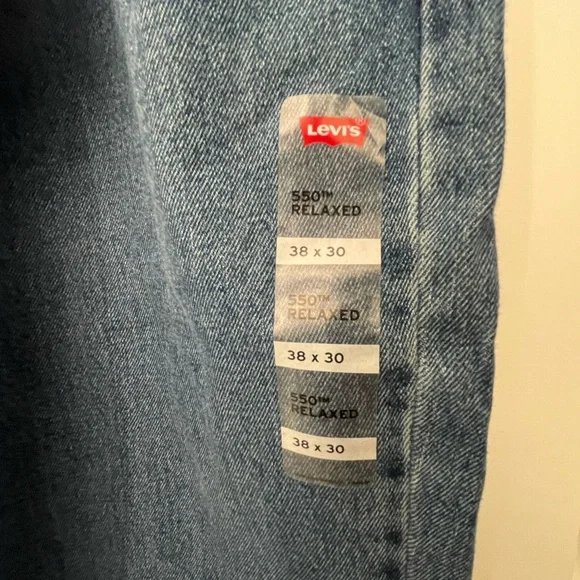 Levi's®
550™
RELAXED
38 x 30
550™
RELAXED
38 x 30
550™
RELAXED
38 x 30